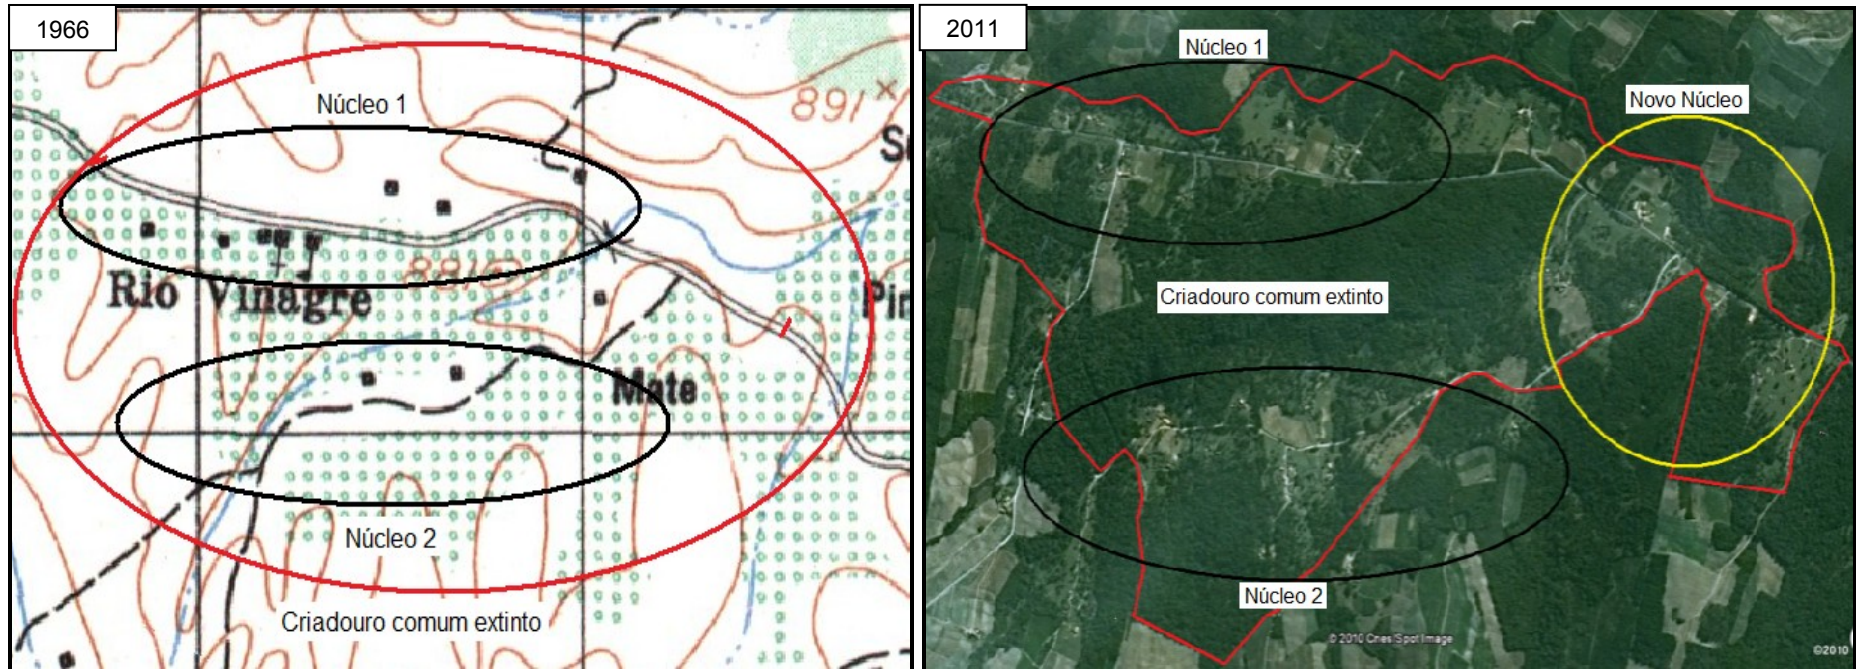 1966
Núcleo 1
891
Rio Vinagre
Mate
Núcleo 2
Criadouro comum extinto
2011
Núcleo 1
Novo Núcleo
Criadouro comum extinto
Núcleo 2
© 2010 Cnes/Spot Image
©2010